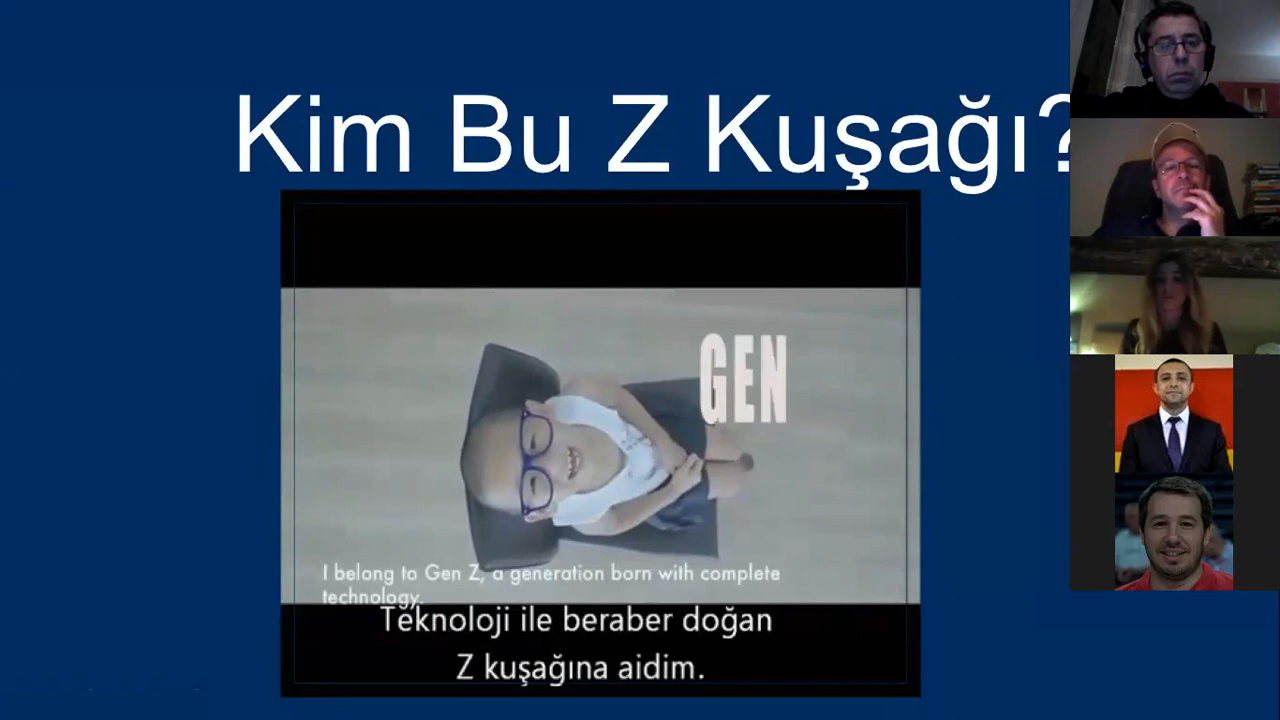 Kim Bu Z Kuşağı?
GEN
I belong to Gen Z, a generation born with complete
technology.
Teknoloji ile beraber doğan
Z kuşağına aidim.